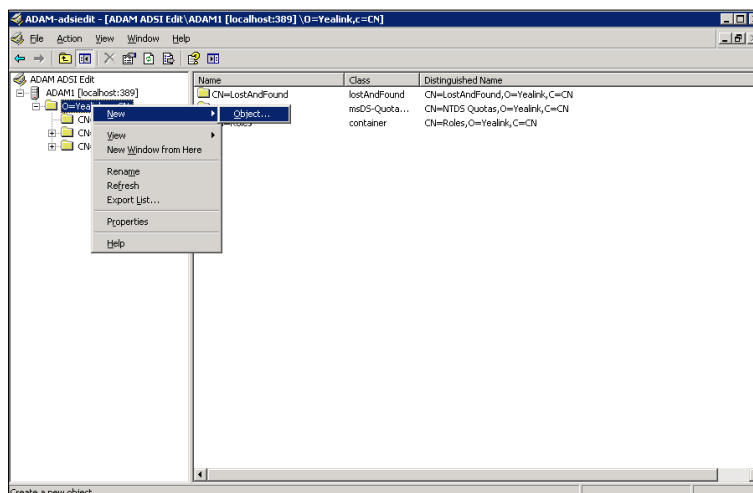 ADAM-adsiedit - [ADAM ADSI Edit\ADAM1 [localhost:389] \O=Yealink,c=CN]
File Action View Window Help
ADAM ADSI Edit
ADAM1 [localhost:389]
Name Class Distinguished Name
CN=LostAndFound lostAndFound CN=LostAndFound,O=Yealink,C=CN
msDS-Quota... CN=NTDS Quotas,O=Yealink,C=CN
container CN=Roles,O=Yealink,C=CN
New
Object...
View
New Window from Here
Rename
Refresh
Export List...
Properties
Help
Create a new object